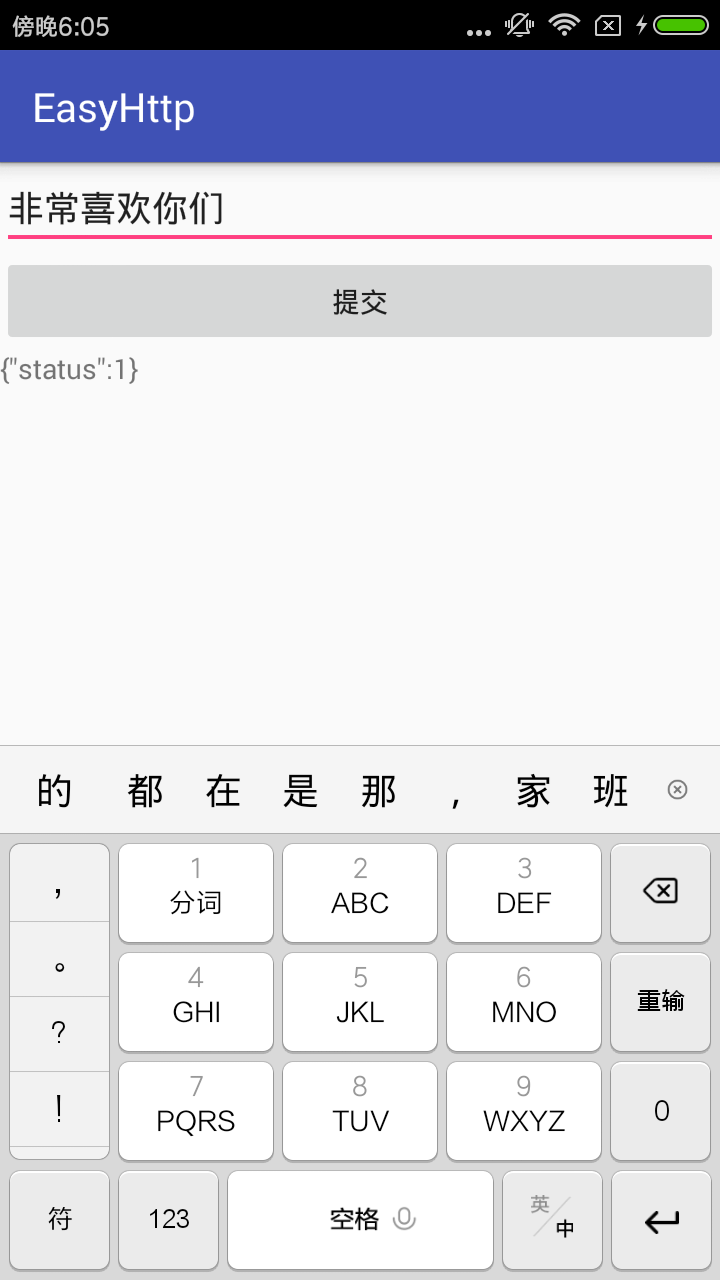 傍晚6:05
EasyHttp
非常喜欢你们
提交
{"status":1}
的 都 在 是 那 , 家 班
, 1 2 3
分词 ABC DEF
。 4 5 6
GHI JKL MNO 重输
?
! 7 8 9
PQRS TUV WXYZ 0
符 123 空格 英/中